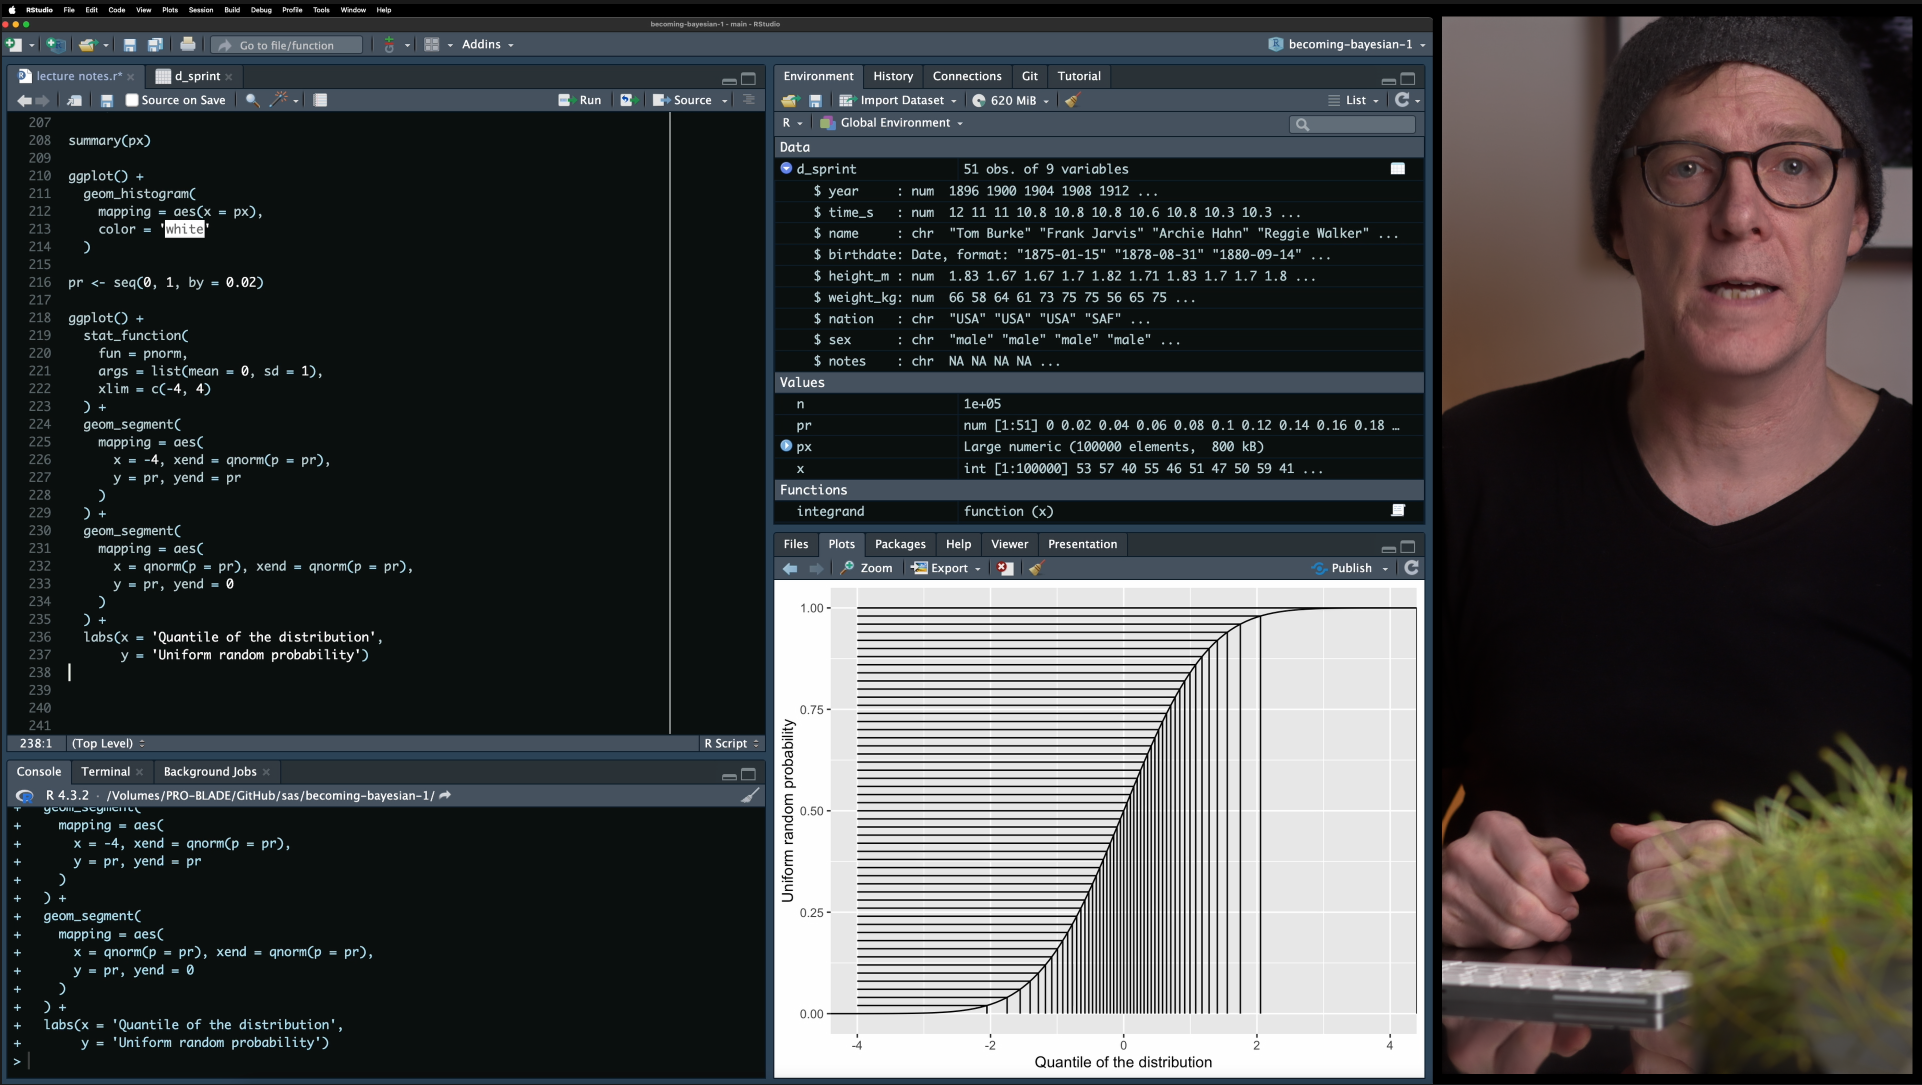 RStudio File Edit Code View Plots Session Build Debug Profile Tools Window Help
becoming-bayesian-1 - main - RStudio
Go to file/function Addins becoming-bayesian-1
lecture notes.r* d_sprint
Source on Save Run Source
207
208 summary(px)
209
210 ggplot() +
211 geom_histogram(
212 mapping = aes(x = px),
213 color = 'white'
214 )
215
216 pr <- seq(0, 1, by = 0.02)
217
218 ggplot() +
219 stat_function(
220 fun = pnorm,
221 args = list(mean = 0, sd = 1),
222 xlim = c(-4, 4)
223 ) +
224 geom_segment(
225 mapping = aes(
226 x = -4, xend = qnorm(p = pr),
227 y = pr, yend = pr
228 )
229 ) +
230 geom_segment(
231 mapping = aes(
232 x = qnorm(p = pr), xend = qnorm(p = pr),
233 y = pr, yend = 0
234 )
235 ) +
236 labs(x = 'Quantile of the distribution',
237 y = 'Uniform random probability')
238
239
240
241
238:1 (Top Level) R Script
Console Terminal Background Jobs
R 4.3.2 · /Volumes/PRO-BLADE/GitHub/sas/becoming-bayesian-1/
+ geom_segment(
+ mapping = aes(
+ x = -4, xend = qnorm(p = pr),
+ y = pr, yend = pr
+ )
+ ) +
+ geom_segment(
+ mapping = aes(
+ x = qnorm(p = pr), xend = qnorm(p = pr),
+ y = pr, yend = 0
+ )
+ ) +
+ labs(x = 'Quantile of the distribution',
+ y = 'Uniform random probability')
>
Environment History Connections Git Tutorial
Import Dataset 620 MiB List
R Global Environment
Data
d_sprint 51 obs. of 9 variables
$ year : num 1896 1900 1904 1908 1912 ...
$ time_s : num 12 11 11 10.8 10.8 10.8 10.6 10.8 10.3 10.3 ...
$ name : chr "Tom Burke" "Frank Jarvis" "Archie Hahn" "Reggie Walker" ...
$ birthdate: Date, format: "1875-01-15" "1878-08-31" "1880-09-14" ...
$ height_m : num 1.83 1.67 1.67 1.7 1.82 1.71 1.83 1.7 1.7 1.8 ...
$ weight_kg: num 66 58 64 61 73 75 75 56 65 75 ...
$ nation : chr "USA" "USA" "USA" "SAF" ...
$ sex : chr "male" "male" "male" "male" ...
$ notes : chr NA NA NA NA ...
Values
n 1e+05
pr num [1:51] 0 0.02 0.04 0.06 0.08 0.1 0.12 0.14 0.16 0.18 …
px Large numeric (100000 elements, 800 kB)
x int [1:100000] 53 57 40 55 46 51 47 50 59 41 ...
Functions
integrand function (x)
Files Plots Packages Help Viewer Presentation
Zoom Export Publish
1.00
0.75
0.50
0.25
0.00
Uniform random probability
-4 -2 0 2 4
Quantile of the distribution